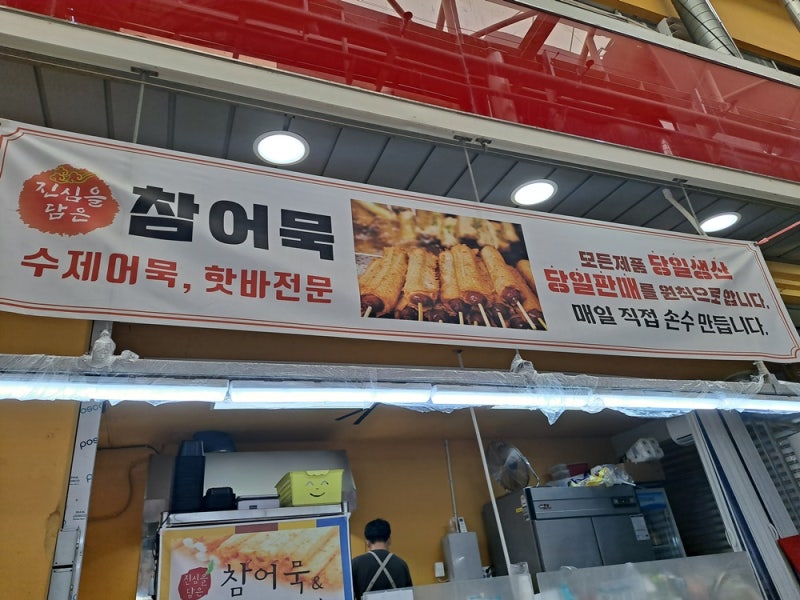 진심을
담은
참어묵
수제어묵, 핫바전문
모든제품 당일생산
당일판매를 원칙으로합니다.
매일 직접 손수 만듭니다.
posco
진심을
담은
참어묵&